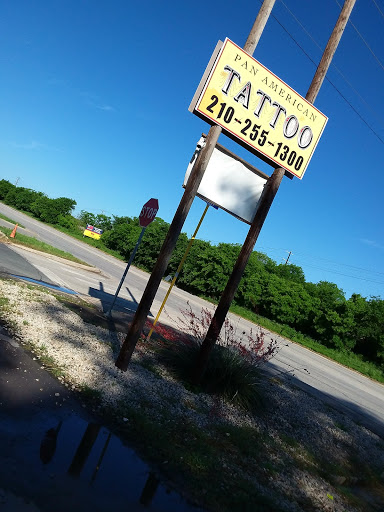 PAN AMERICAN
TATTOO
210-255-1300
STOP